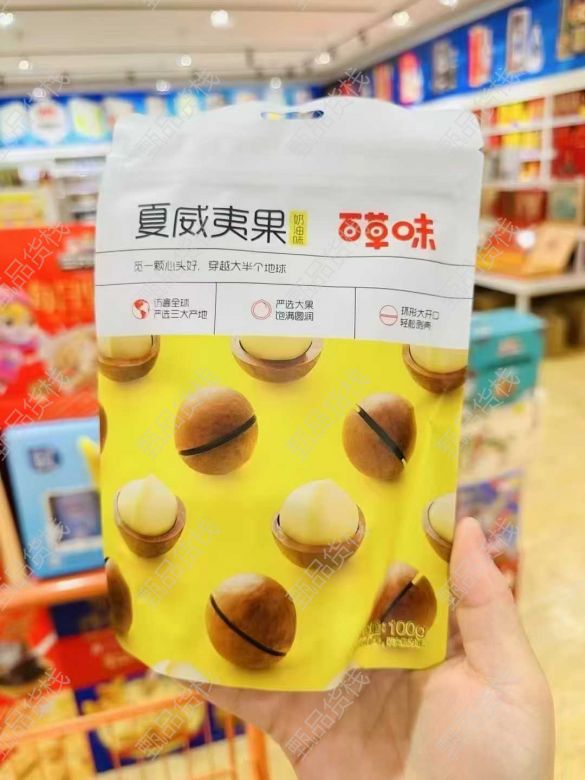 夏威夷果
奶油味
百草味
觅一颗心头好，穿越大半个地球
访遍全球
严选三大产地
严选大果
饱满圆润
环形大开口
轻松剥壳
100g
甄品货栈